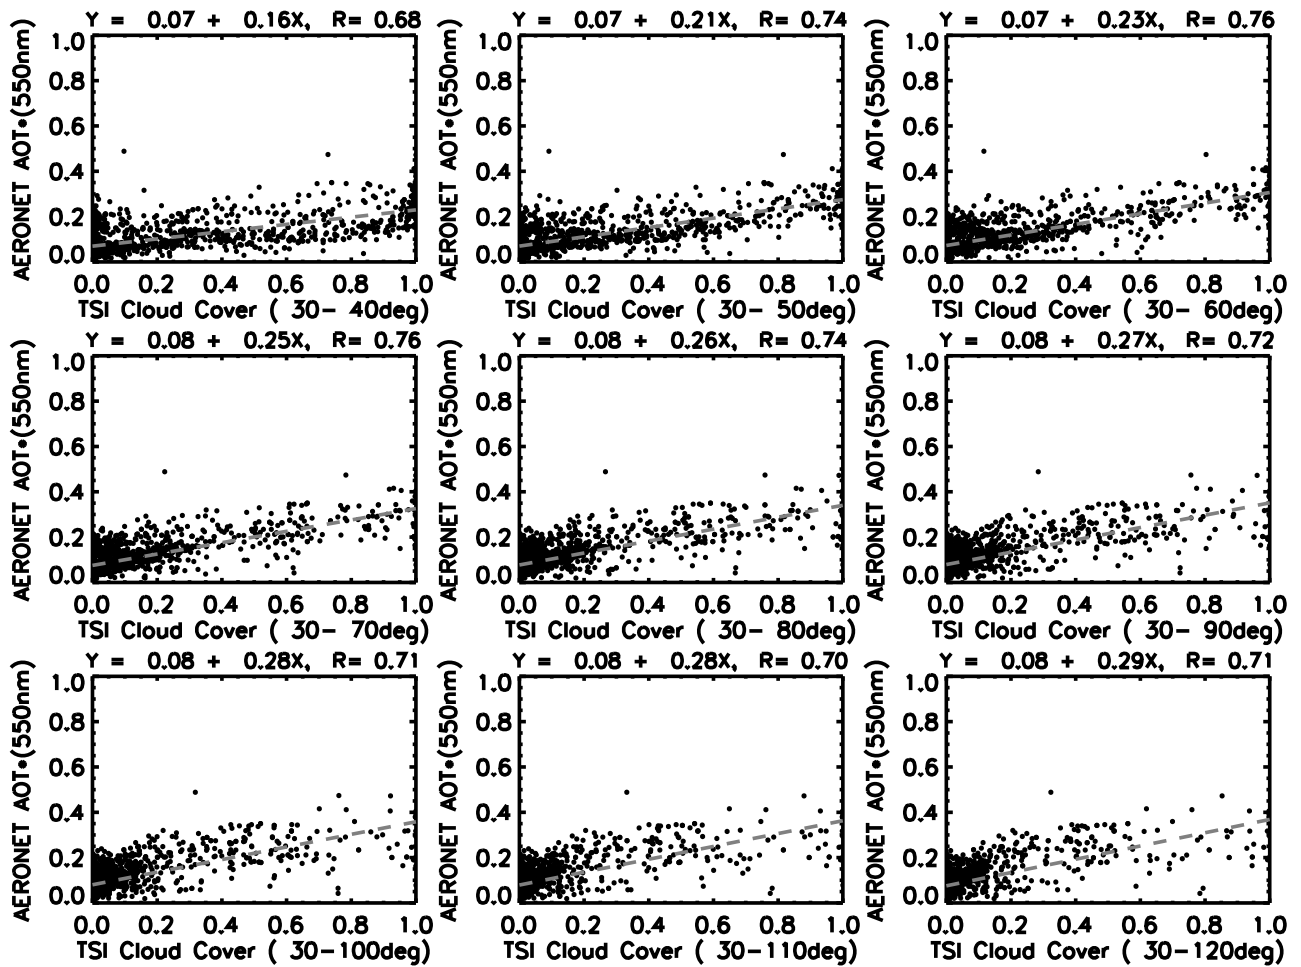 Y = 0.07 + 0.16X, R= 0.68
AERONET AOT•(550nm)
1.0
0.8
0.6
0.4
0.2
0.0
0.0 0.2 0.4 0.6 0.8 1.0
TSI Cloud Cover ( 30- 40deg)
Y = 0.07 + 0.21X, R= 0.74
AERONET AOT•(550nm)
1.0
0.8
0.6
0.4
0.2
0.0
0.0 0.2 0.4 0.6 0.8 1.0
TSI Cloud Cover ( 30- 50deg)
Y = 0.07 + 0.23X, R= 0.76
AERONET AOT•(550nm)
1.0
0.8
0.6
0.4
0.2
0.0
0.0 0.2 0.4 0.6 0.8 1.0
TSI Cloud Cover ( 30- 60deg)
Y = 0.08 + 0.25X, R= 0.76
AERONET AOT•(550nm)
1.0
0.8
0.6
0.4
0.2
0.0
0.0 0.2 0.4 0.6 0.8 1.0
TSI Cloud Cover ( 30- 70deg)
Y = 0.08 + 0.26X, R= 0.74
AERONET AOT•(550nm)
1.0
0.8
0.6
0.4
0.2
0.0
0.0 0.2 0.4 0.6 0.8 1.0
TSI Cloud Cover ( 30- 80deg)
Y = 0.08 + 0.27X, R= 0.72
AERONET AOT•(550nm)
1.0
0.8
0.6
0.4
0.2
0.0
0.0 0.2 0.4 0.6 0.8 1.0
TSI Cloud Cover ( 30- 90deg)
Y = 0.08 + 0.28X, R= 0.71
AERONET AOT•(550nm)
1.0
0.8
0.6
0.4
0.2
0.0
0.0 0.2 0.4 0.6 0.8 1.0
TSI Cloud Cover ( 30-100deg)
Y = 0.08 + 0.28X, R= 0.70
AERONET AOT•(550nm)
1.0
0.8
0.6
0.4
0.2
0.0
0.0 0.2 0.4 0.6 0.8 1.0
TSI Cloud Cover ( 30-110deg)
Y = 0.08 + 0.29X, R= 0.71
AERONET AOT•(550nm)
1.0
0.8
0.6
0.4
0.2
0.0
0.0 0.2 0.4 0.6 0.8 1.0
TSI Cloud Cover ( 30-120deg)